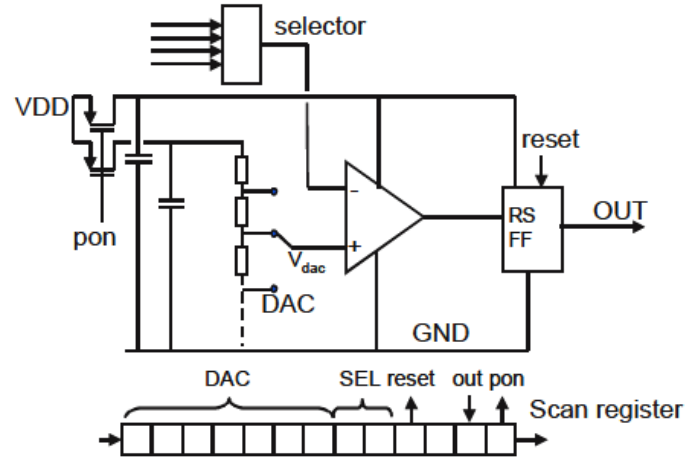 selector
VDD
reset
-
RS
FF
OUT
pon
+
Vdac
DAC
GND
DAC
SEL reset
out pon
Scan register